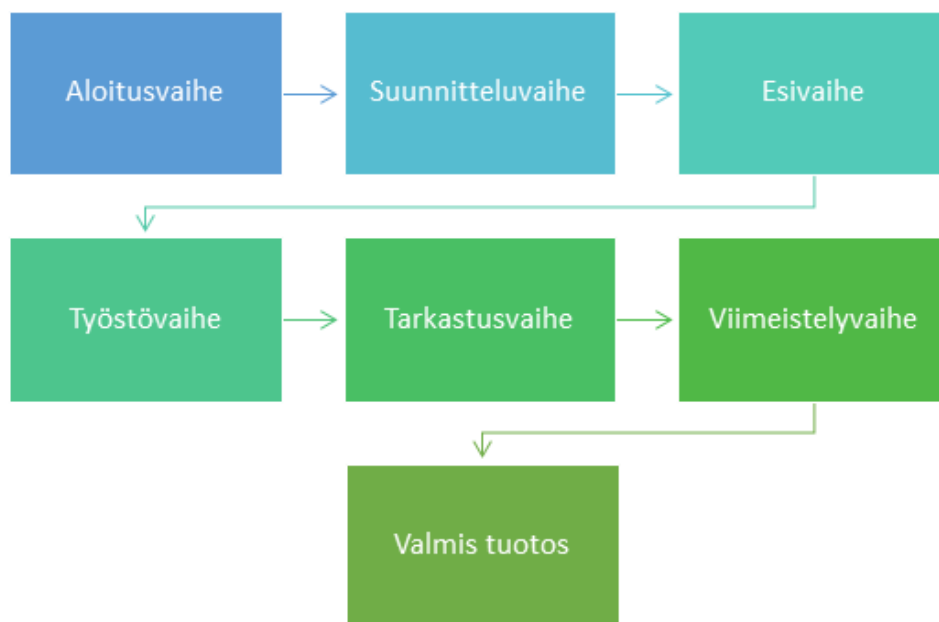 Aloitusvaihe
Suunnitteluvaihe
Esivaihe
Työstövaihe
Tarkastusvaihe
Viimeistelyvaihe
Valmis tuotos